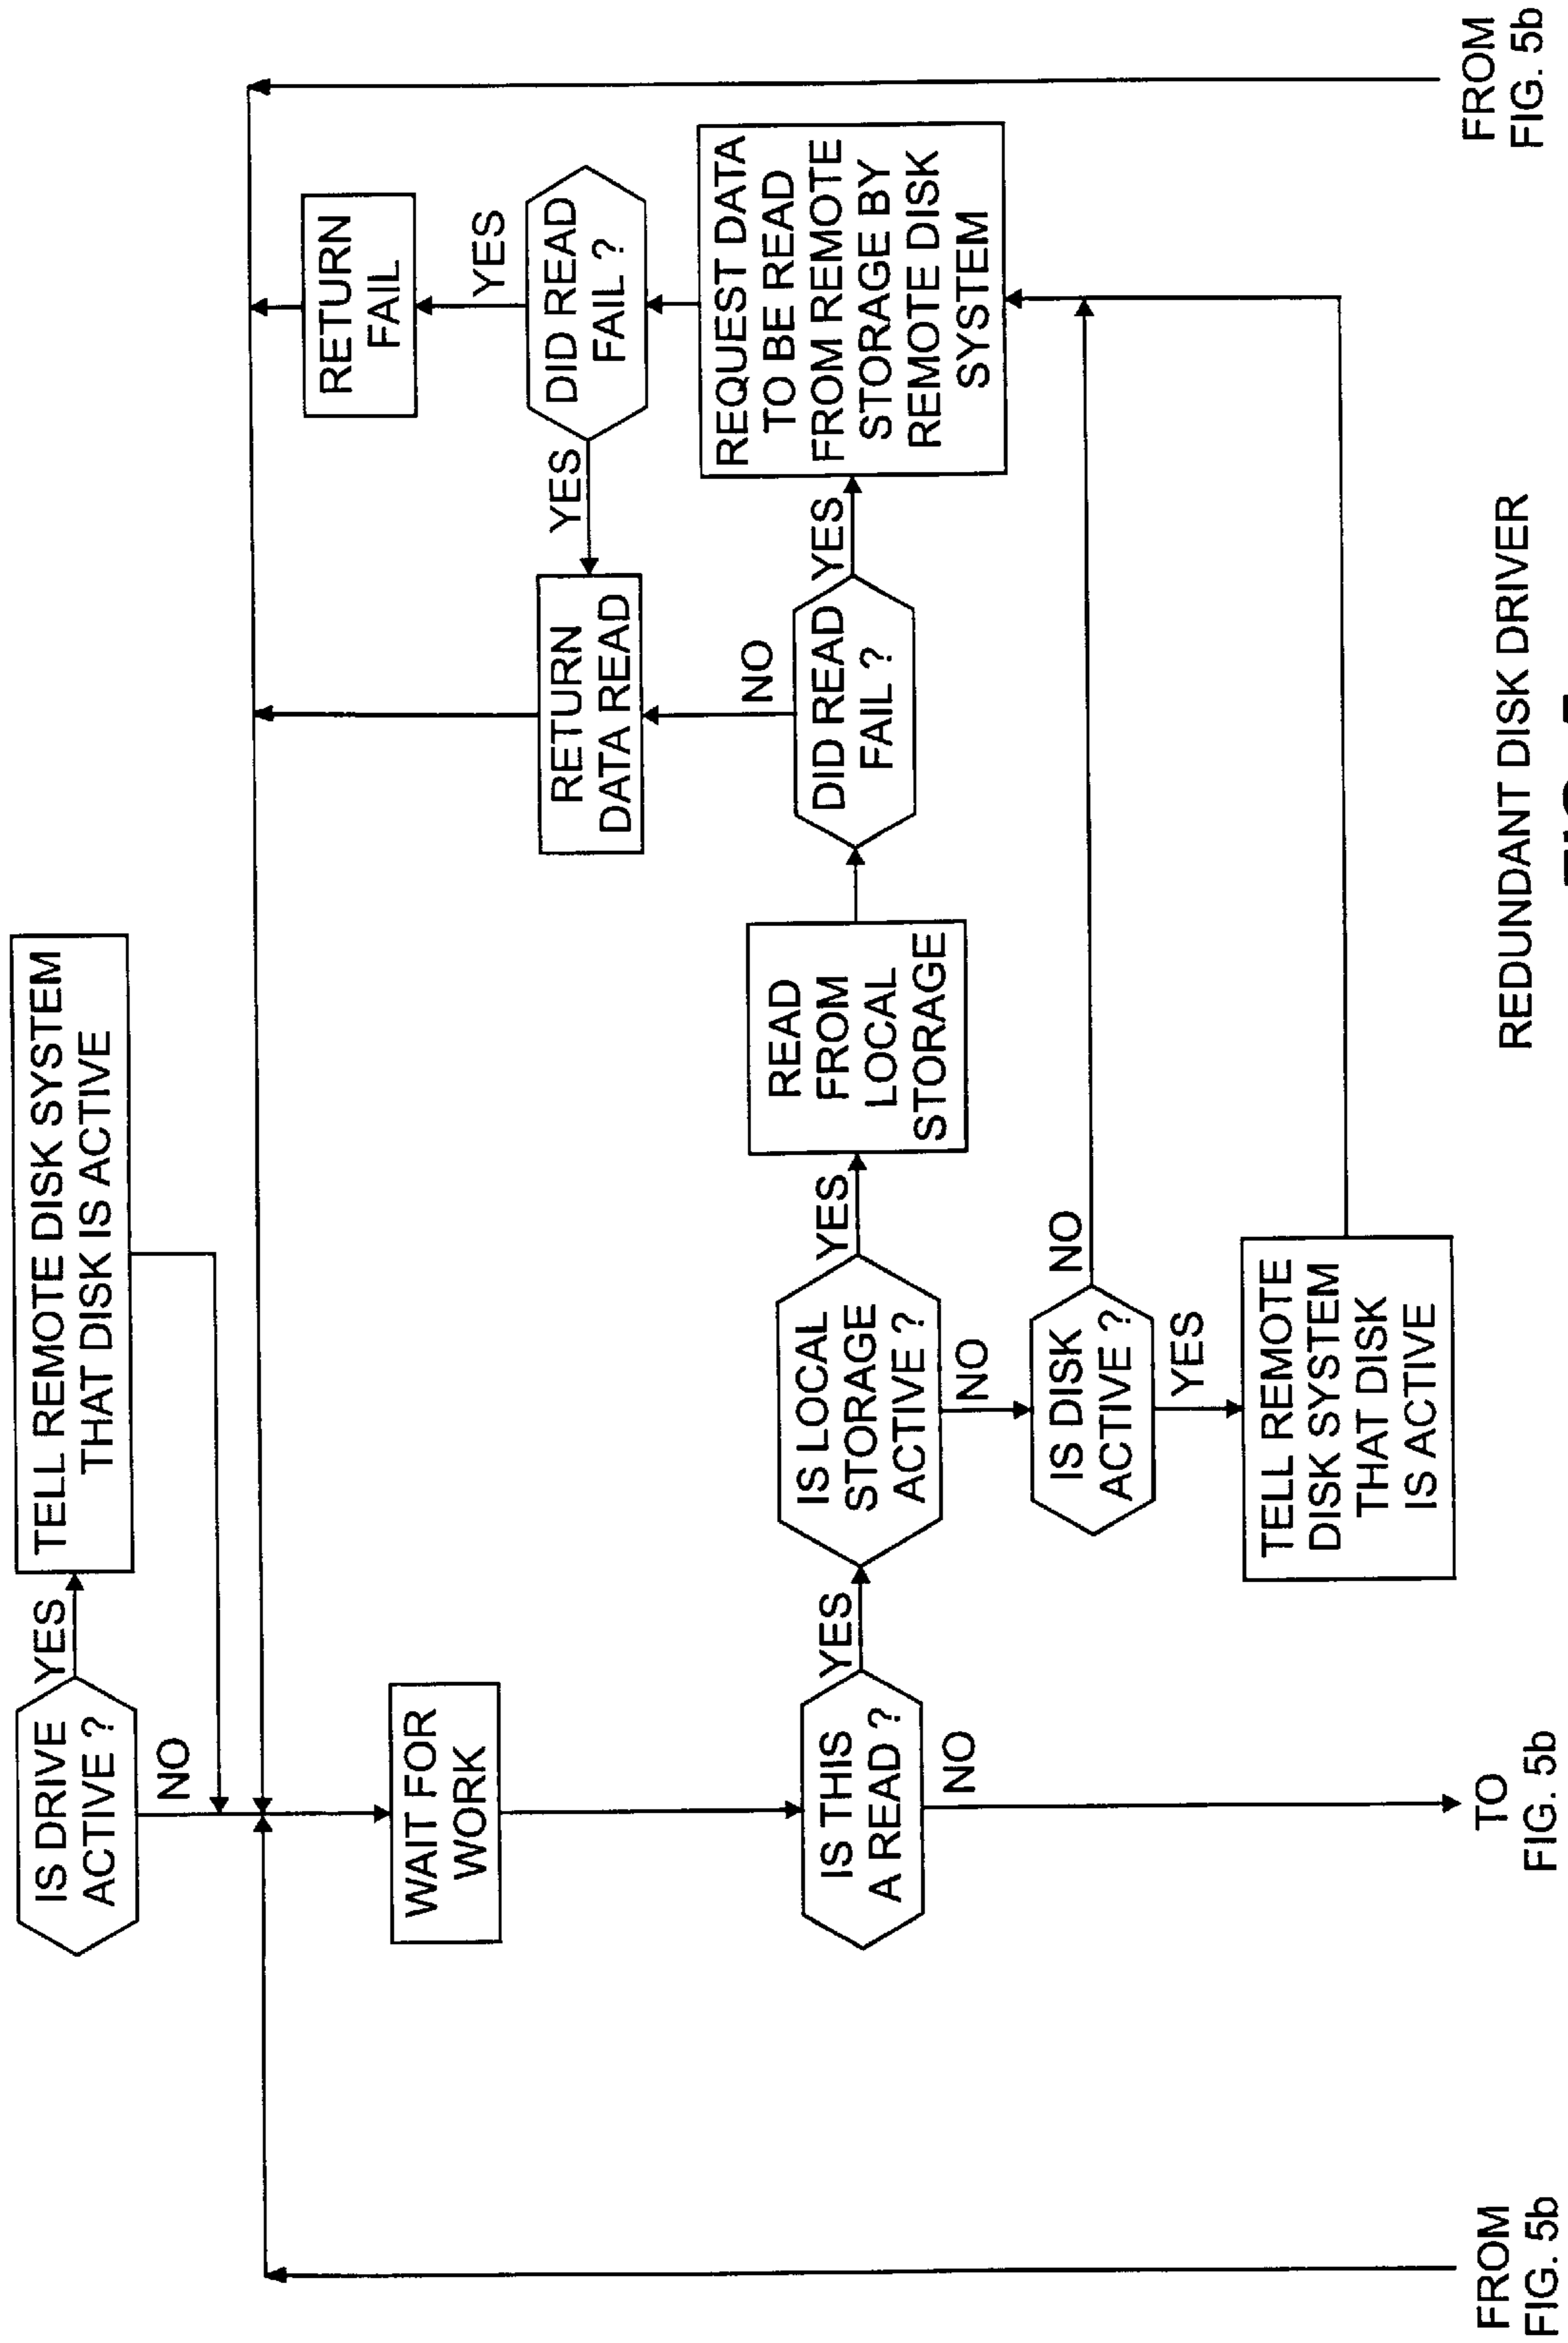 IS DRIVE
ACTIVE ?
YES
NO
TELL REMOTE DISK SYSTEM
THAT DISK IS ACTIVE
WAIT FOR
WORK
IS THIS
A READ ?
YES
NO
IS LOCAL
STORAGE
ACTIVE ?
YES
NO
READ
FROM
LOCAL
STORAGE
DID READ
FAIL ?
YES
NO
RETURN
DATA READ
REQUEST DATA
TO BE READ
FROM REMOTE
STORAGE BY
REMOTE DISK
SYSTEM
DID READ
FAIL ?
YES
YES
RETURN
FAIL
IS DISK
ACTIVE ?
NO
YES
TELL REMOTE
DISK SYSTEM
THAT DISK
IS ACTIVE
FROM
FIG. 5b
TO
FIG. 5b
FROM
FIG. 5b
REDUNDANT DISK DRIVER